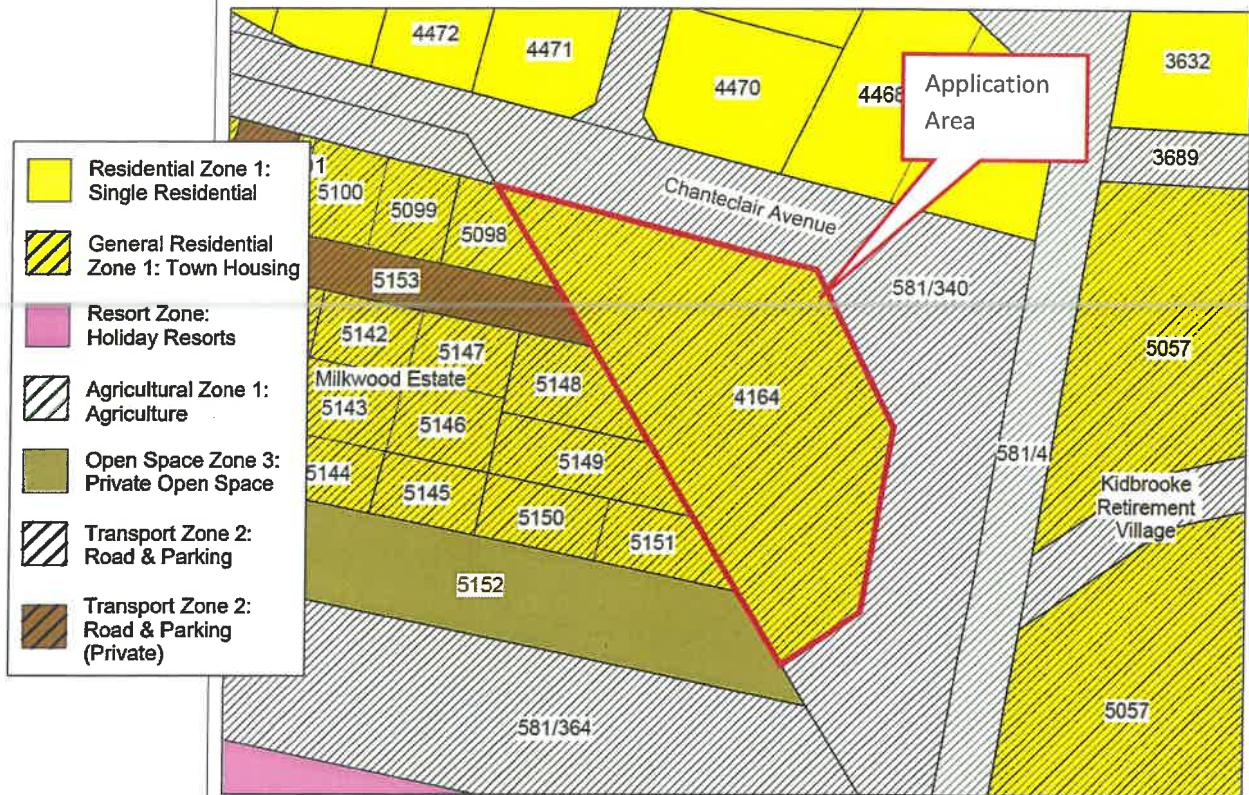 Residential Zone 1:
Single Residential
General Residential
Zone 1: Town Housing
Resort Zone:
Holiday Resorts
Agricultural Zone 1:
Agriculture
Open Space Zone 3:
Private Open Space
Transport Zone 2:
Road & Parking
Transport Zone 2:
Road & Parking
(Private)
4472
4471
4470
4468
3632
3689
Application
Area
Chanteclair Avenue
01
5100
5099
5098
5153
581/340
5057
5142
5147
5148
Milkwood Estate
4164
5143
5146
5149
581/4
5144
5145
5150
5151
Kidbrooke
Retirement
Village
5152
581/364
5057